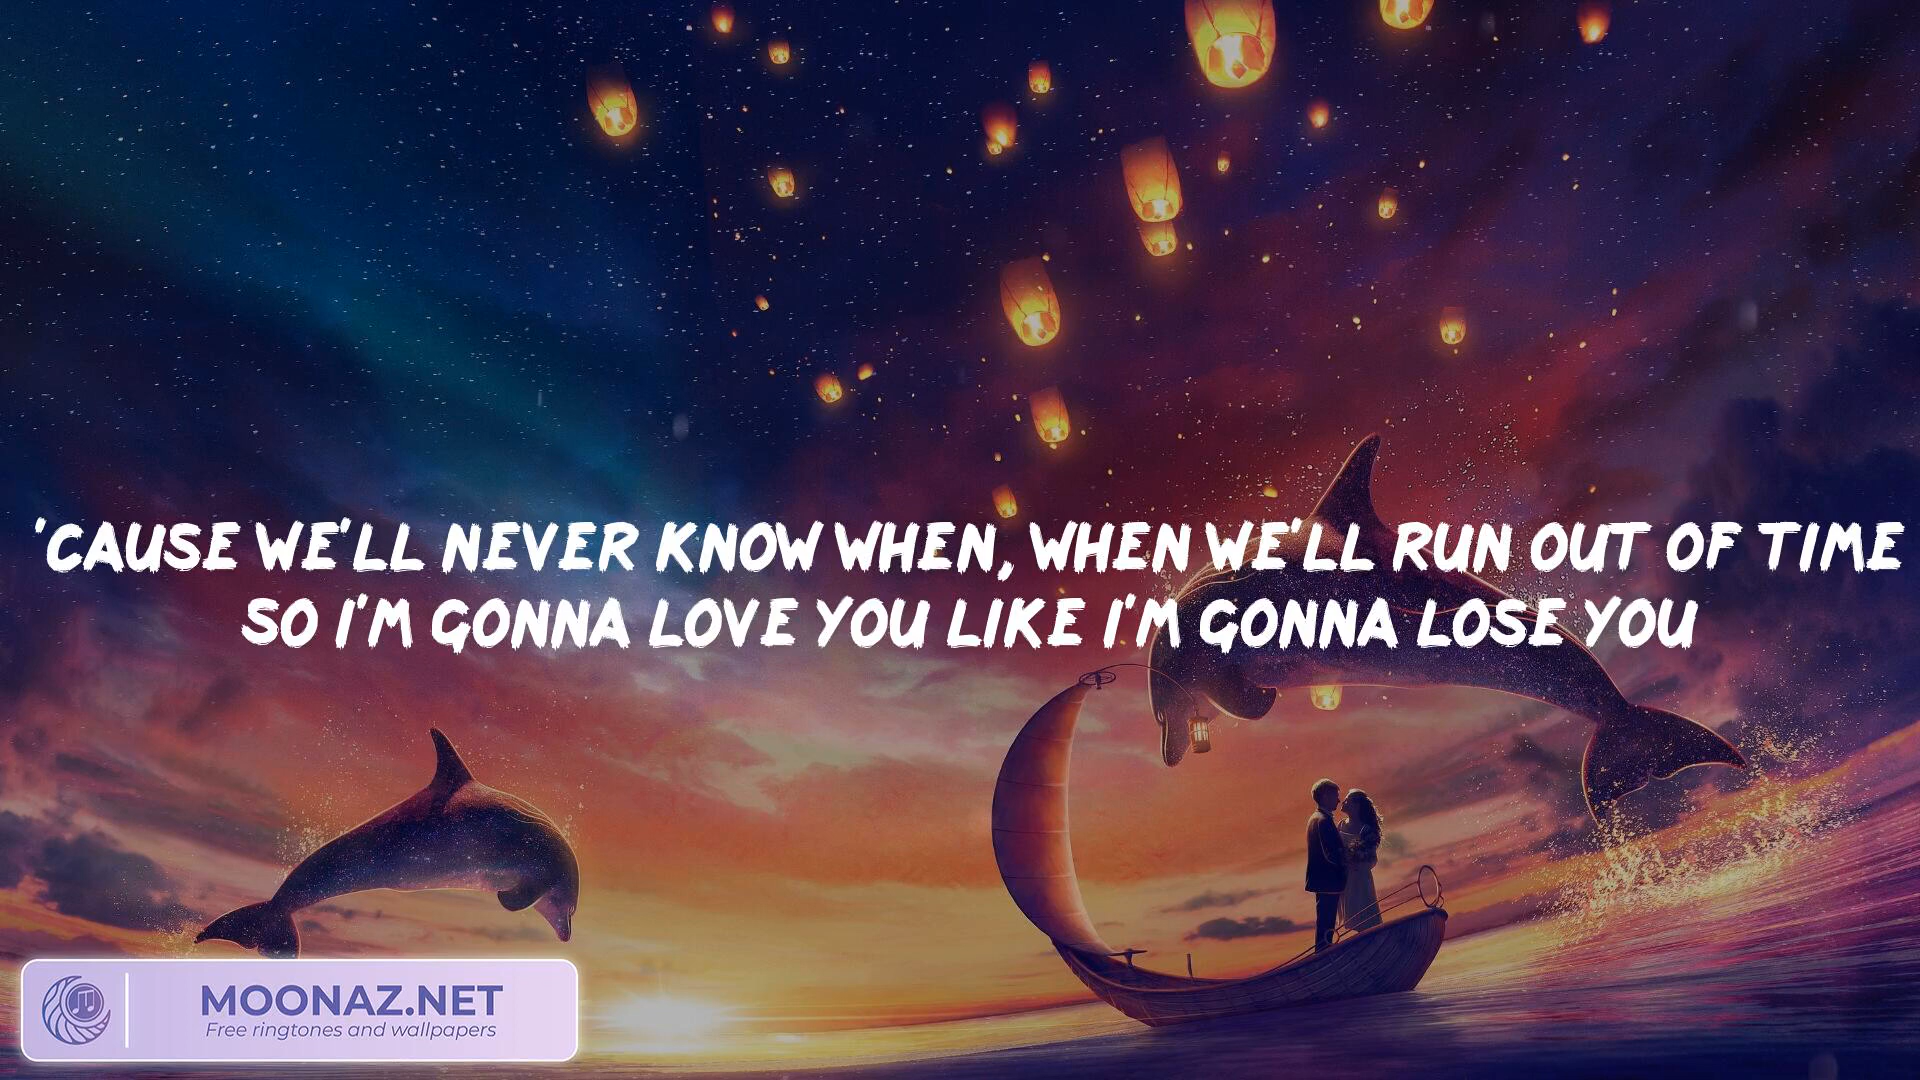 'CAUSE WE'LL NEVER KNOW WHEN, WHEN WE'LL RUN OUT OF TIME
SO I'M GONNA LOVE YOU LIKE I'M GONNA LOSE YOU
MOONAZ.NET
Free ringtones and wallpapers